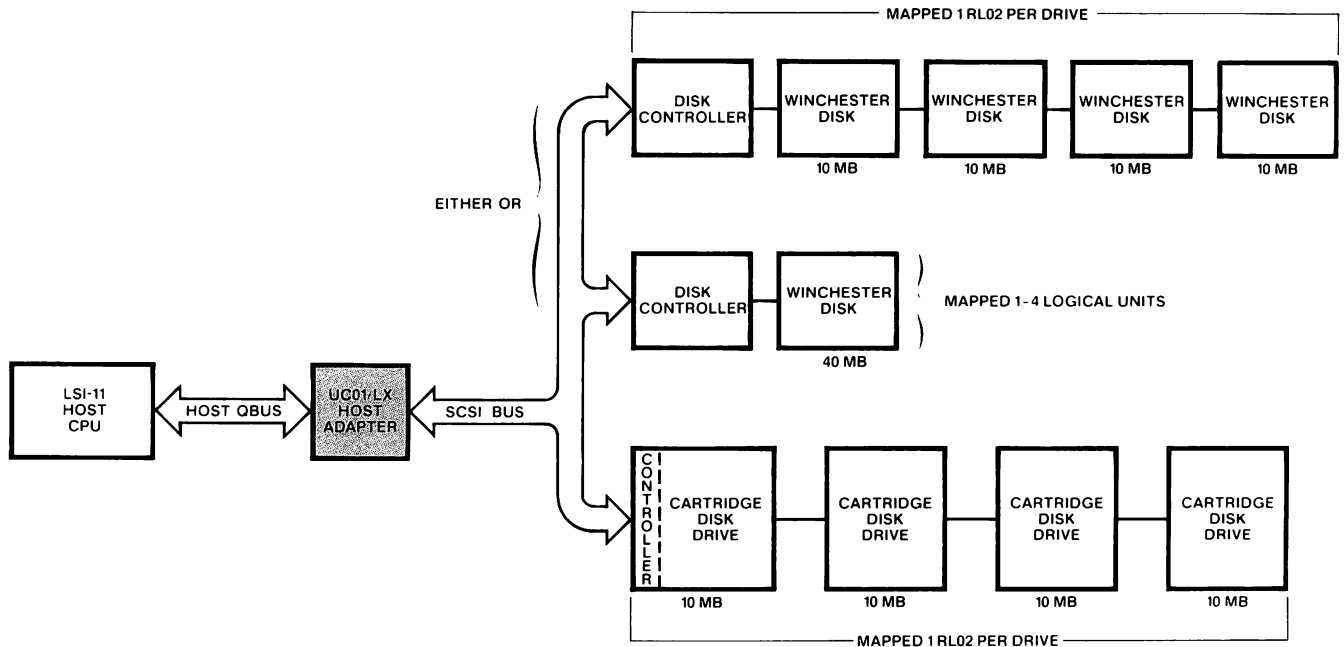 MAPPED 1 RL02 PER DRIVE
DISK
CONTROLLER
WINCHESTER
DISK
WINCHESTER
DISK
WINCHESTER
DISK
WINCHESTER
DISK
10 MB
10 MB
10 MB
10 MB
EITHER OR
DISK
CONTROLLER
WINCHESTER
DISK
MAPPED 1-4 LOGICAL UNITS
40 MB
LSI-11
HOST
CPU
HOST QBUS
UC01/LX
HOST
ADAPTER
SCSI BUS
CONTROLLER
CARTRIDGE
DISK
DRIVE
CARTRIDGE
DISK
DRIVE
CARTRIDGE
DISK
DRIVE
CARTRIDGE
DISK
DRIVE
10 MB
10 MB
10 MB
10 MB
MAPPED 1 RL02 PER DRIVE